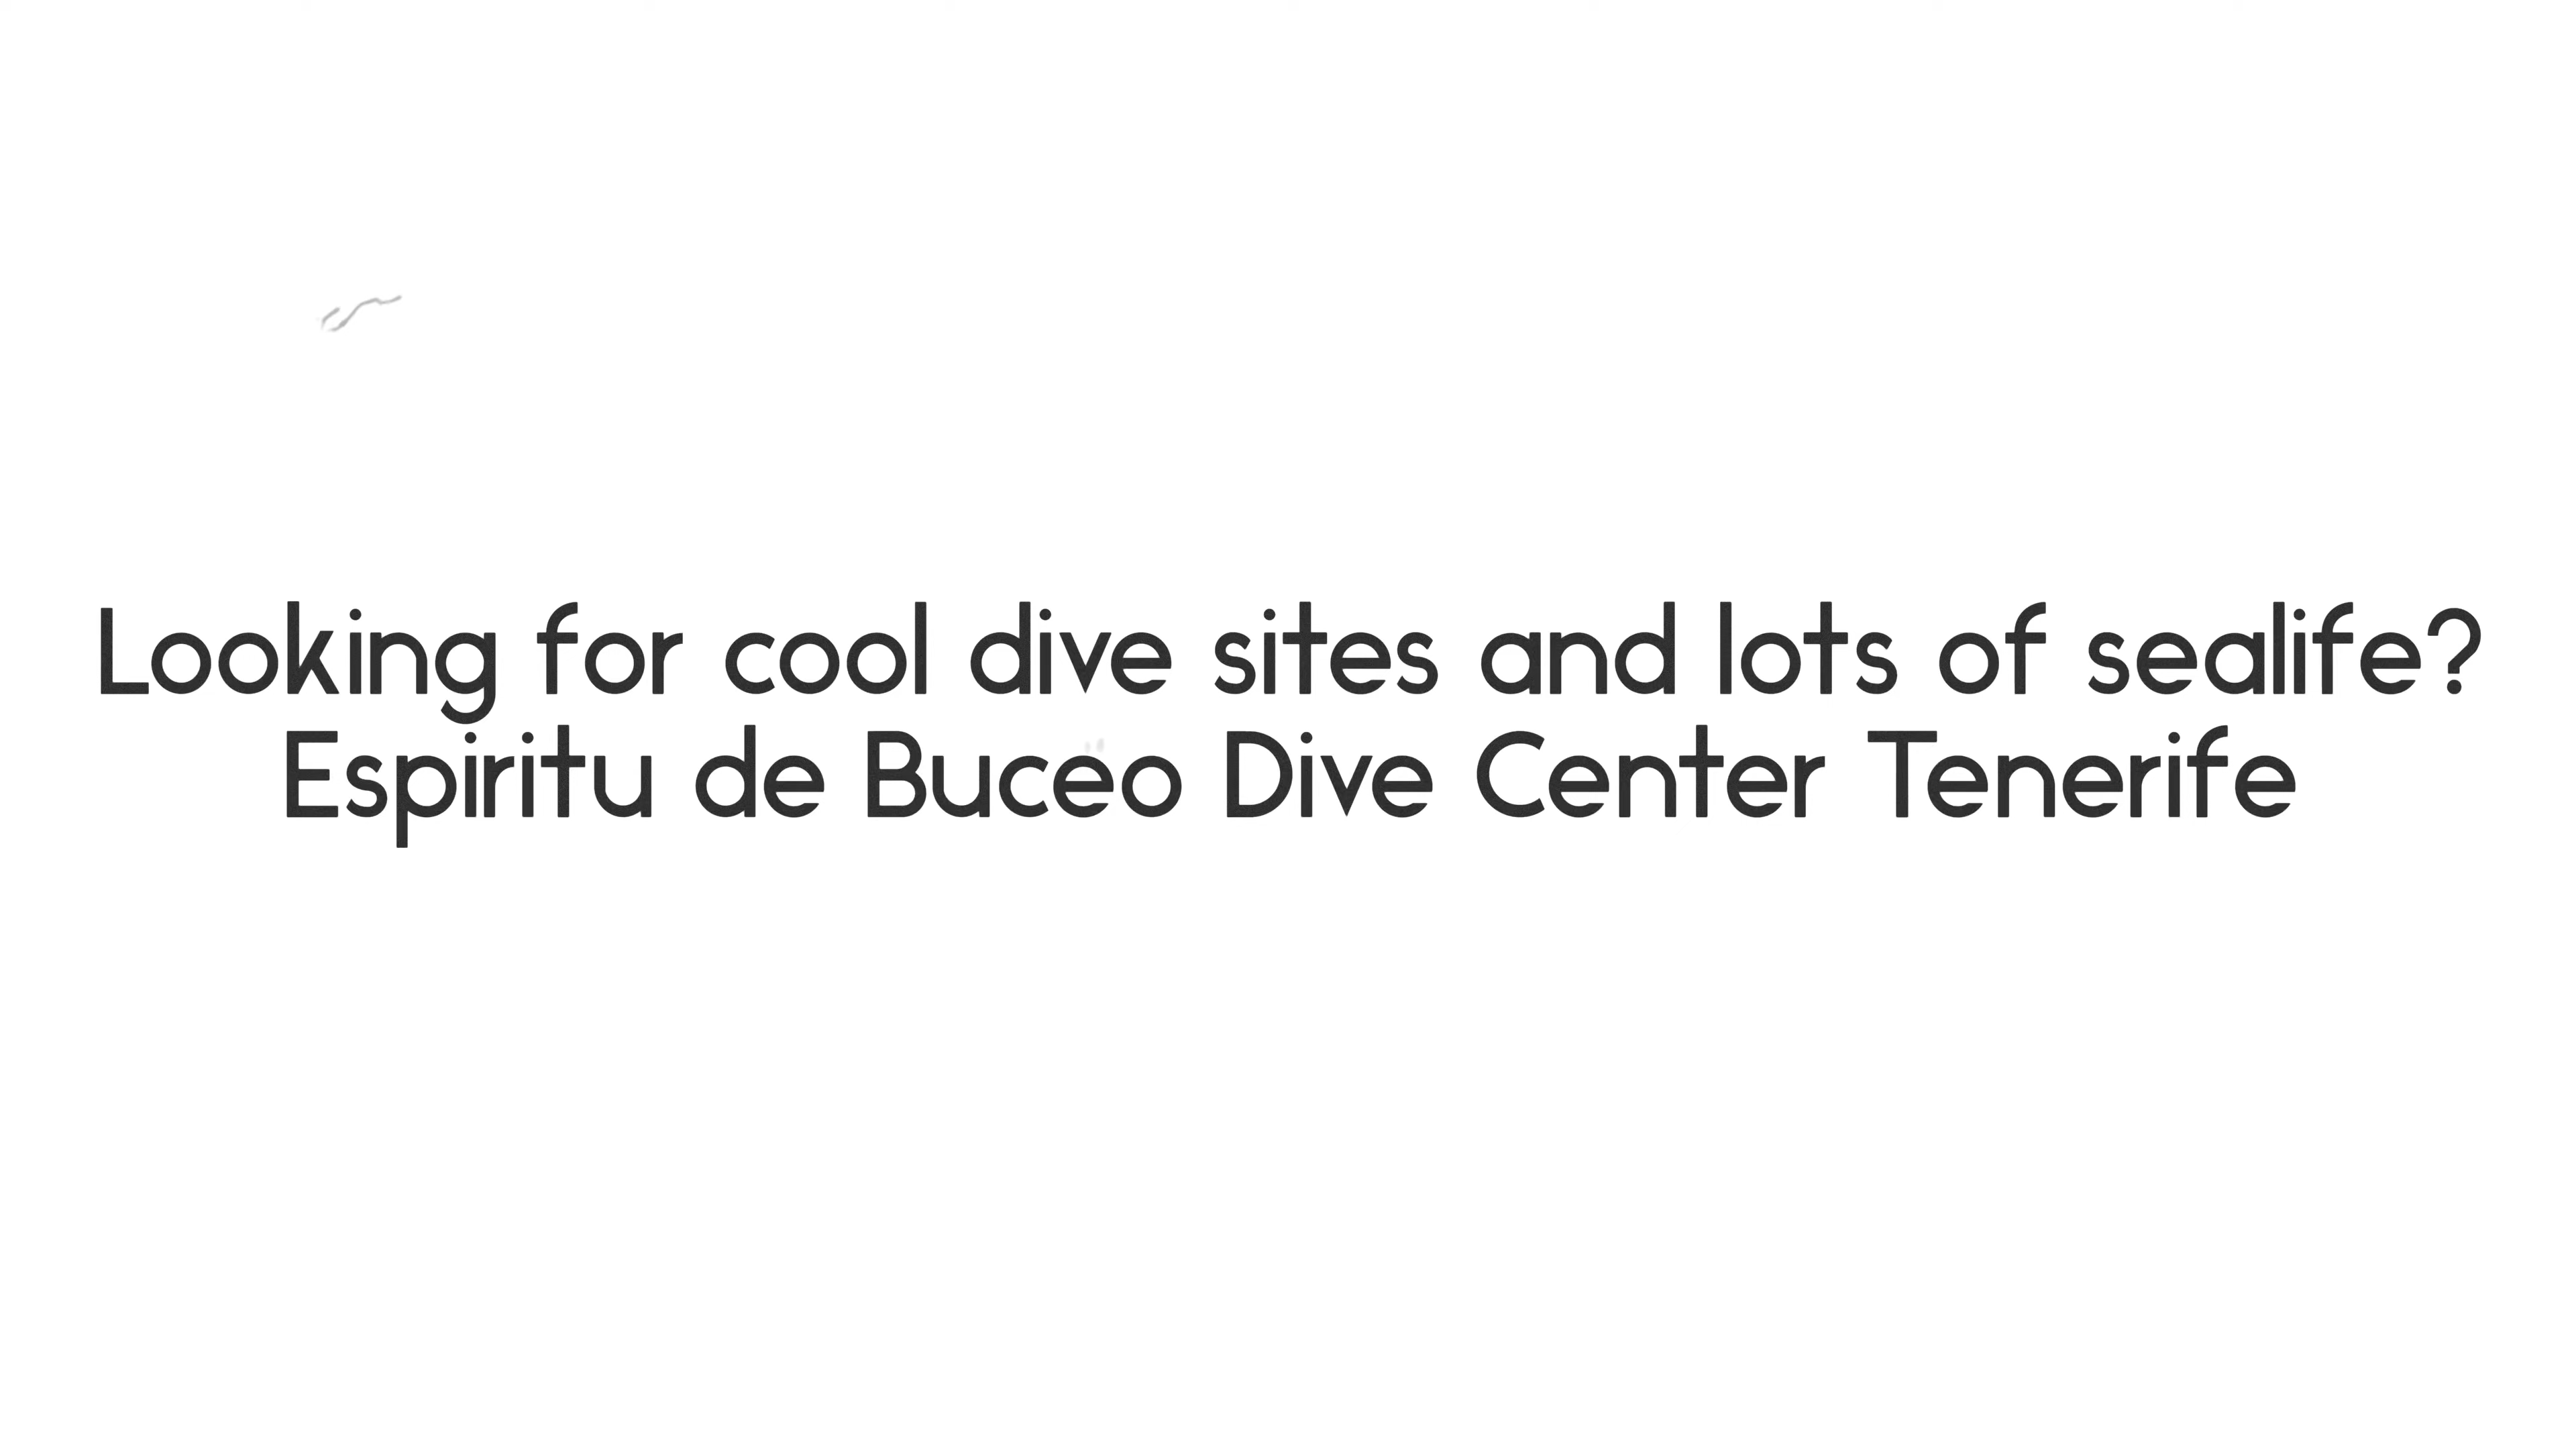 Looking for cool dive sites and lots of sealife?
Espiritu de Buceo Dive Center Tenerife